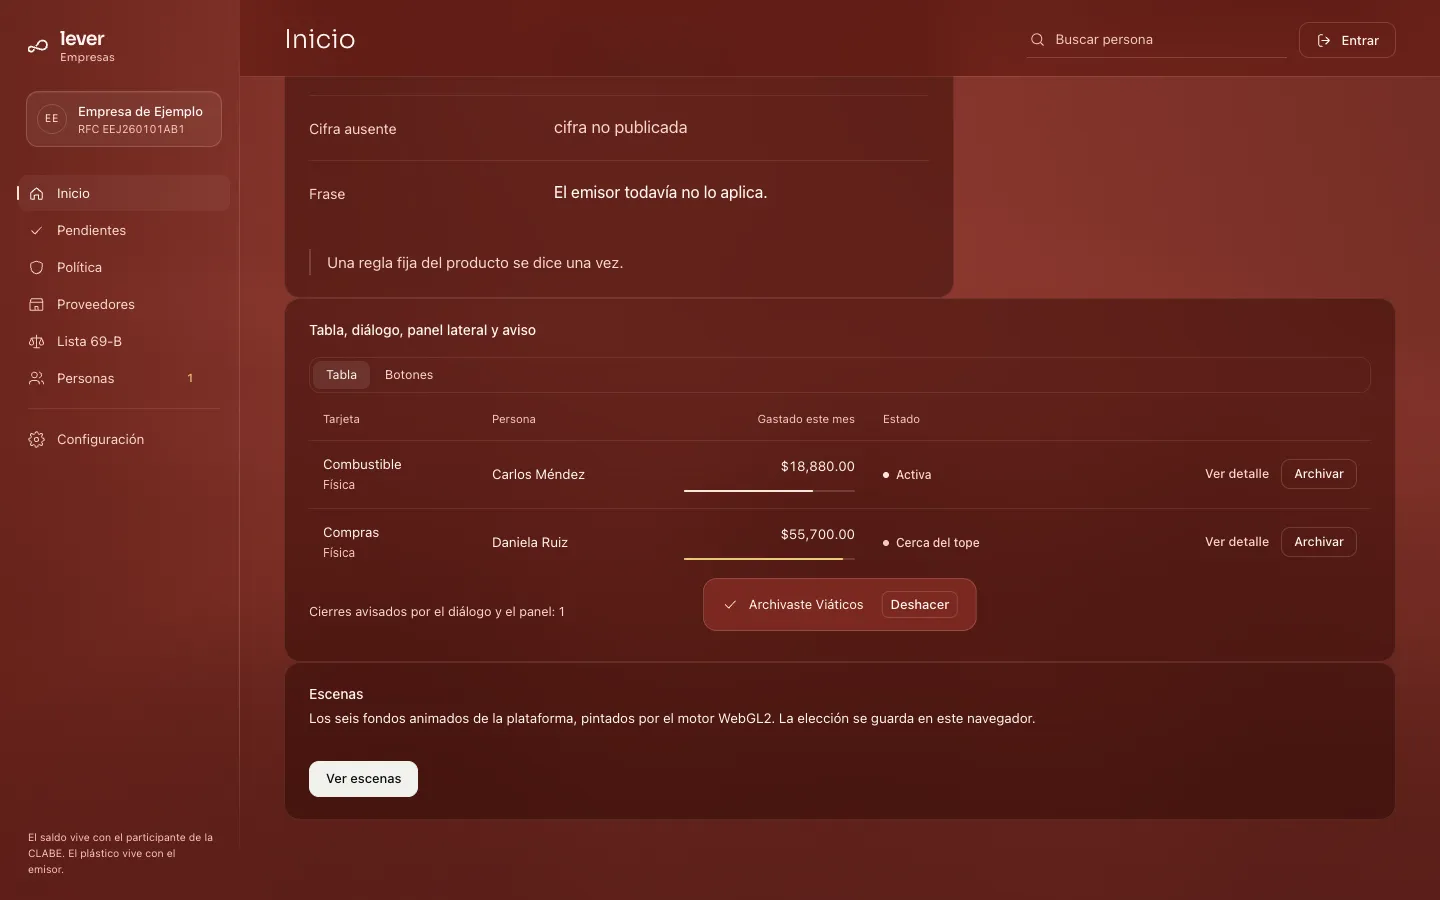 lever
Empresas
EE
Empresa de Ejemplo
RFC EEJ260101AB1
Inicio
Pendientes
Política
Proveedores
Lista 69-B
Personas 1
Configuración
El saldo vive con el participante de la
CLABE. El plástico vive con el
emisor.
Inicio
Buscar persona
Entrar
Cifra ausente cifra no publicada
Frase El emisor todavía no lo aplica.
Una regla fija del producto se dice una vez.
Tabla, diálogo, panel lateral y aviso
Tabla Botones
Tarjeta Persona Gastado este mes Estado
Combustible
Física
Carlos Méndez $18,880.00 Activa Ver detalle Archivar
Compras
Física
Daniela Ruiz $55,700.00 Cerca del tope Ver detalle Archivar
Cierres avisados por el diálogo y el panel: 1
Archivaste Viáticos Deshacer
Escenas
Los seis fondos animados de la plataforma, pintados por el motor WebGL2. La elección se guarda en este navegador.
Ver escenas